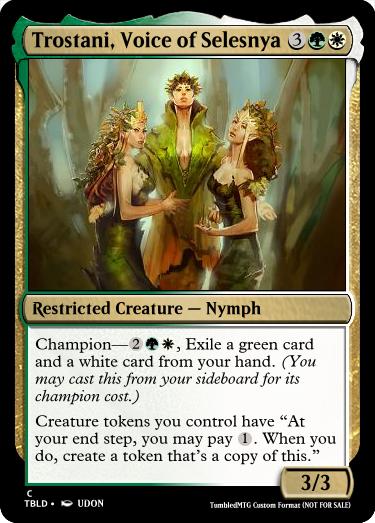 Trostani, Voice of Selesnya 3
Restricted Creature — Nymph
Champion—2, Exile a green card
and a white card from your hand. (You
may cast this from your sideboard for its
champion cost.)
Creature tokens you control have “At
your end step, you may pay 1. When you
do, create a token that’s a copy of this.”
3/3
C
TBLD • UDON
TumbledMTG Custom Format (NOT FOR SALE)